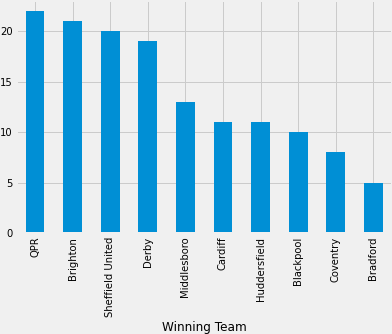 20
15
10
5
0
QPR
Brighton
Sheffield United
Derby
Middlesboro
Cardiff
Huddersfield
Blackpool
Coventry
Bradford
Winning Team